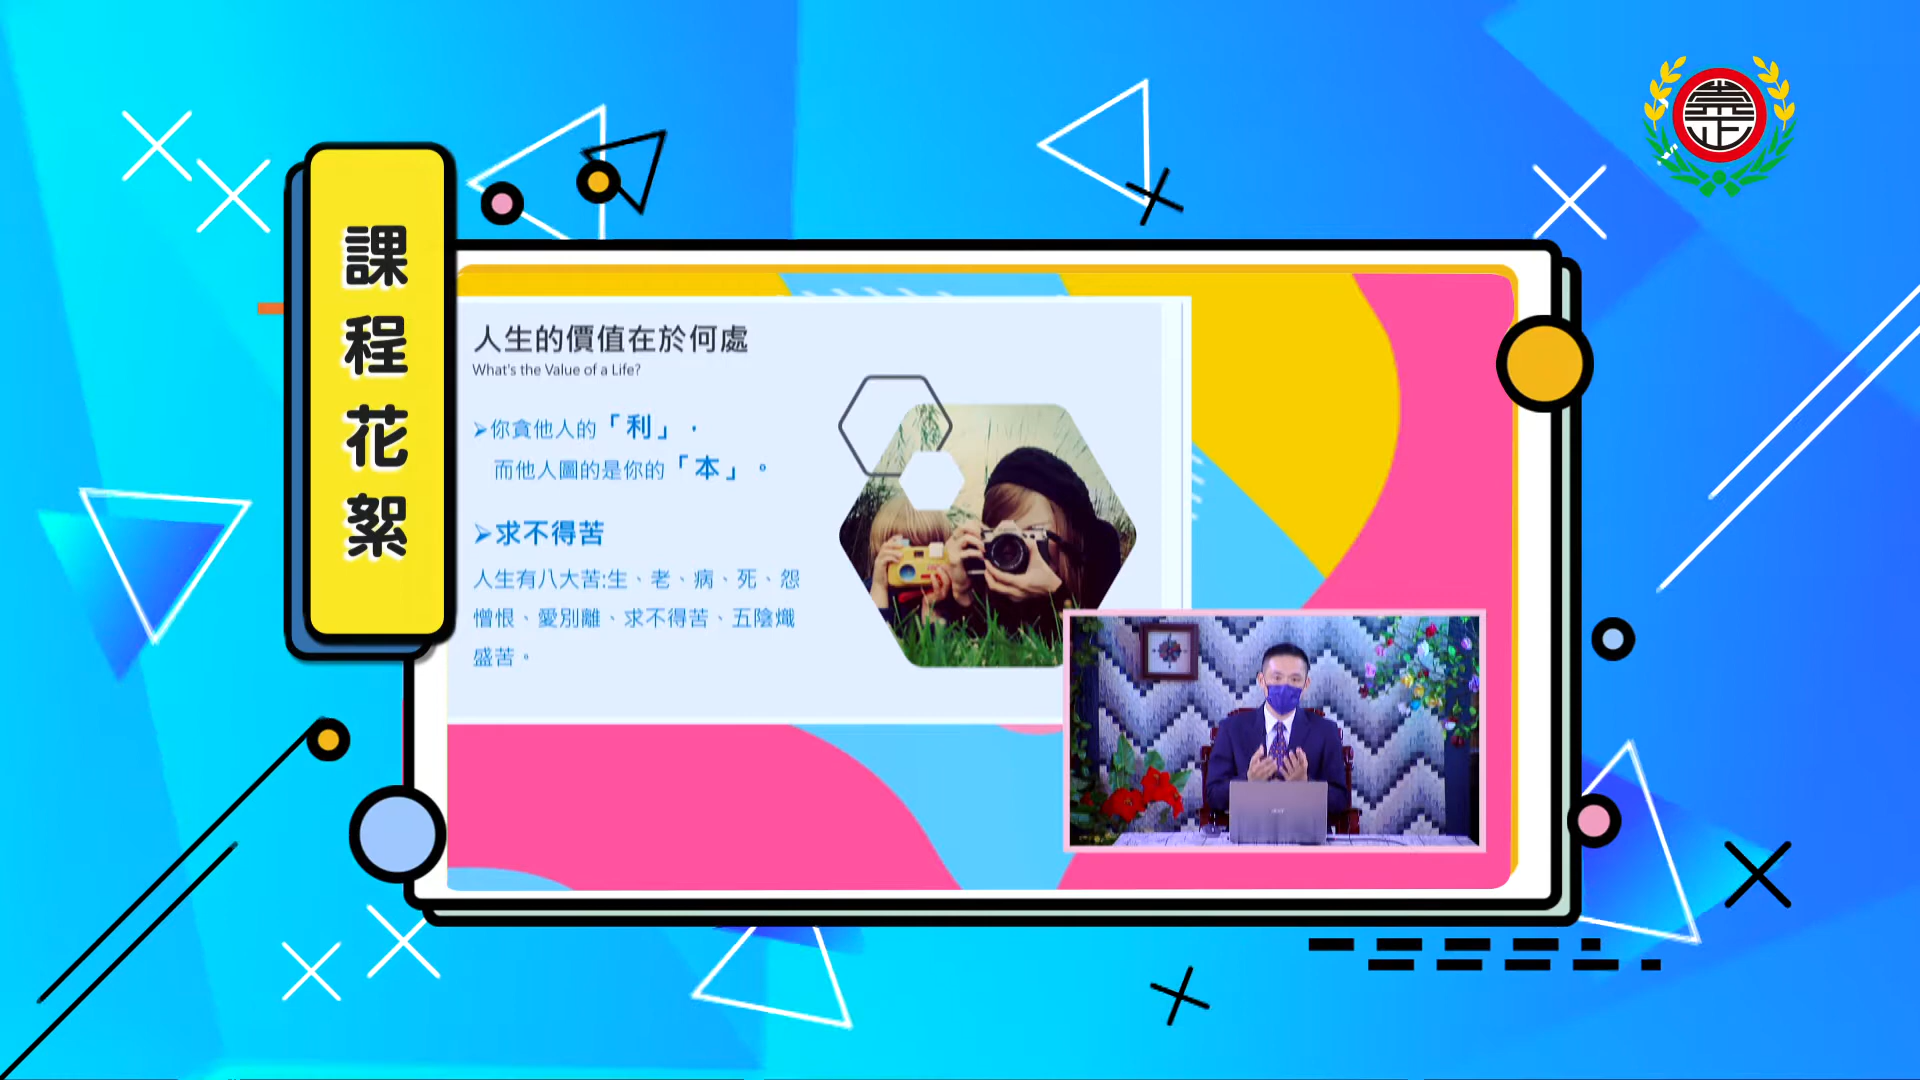 課程花絮
人生的價值在於何處
What's the Value of a Life?
➢你貪他人的「利」，
而他人圖的是你的「本」。
➢求不得苦
人生有八大苦:生、老、病、死、怨
憎恨、愛別離、求不得苦、五陰熾
盛苦。
崇正
acer